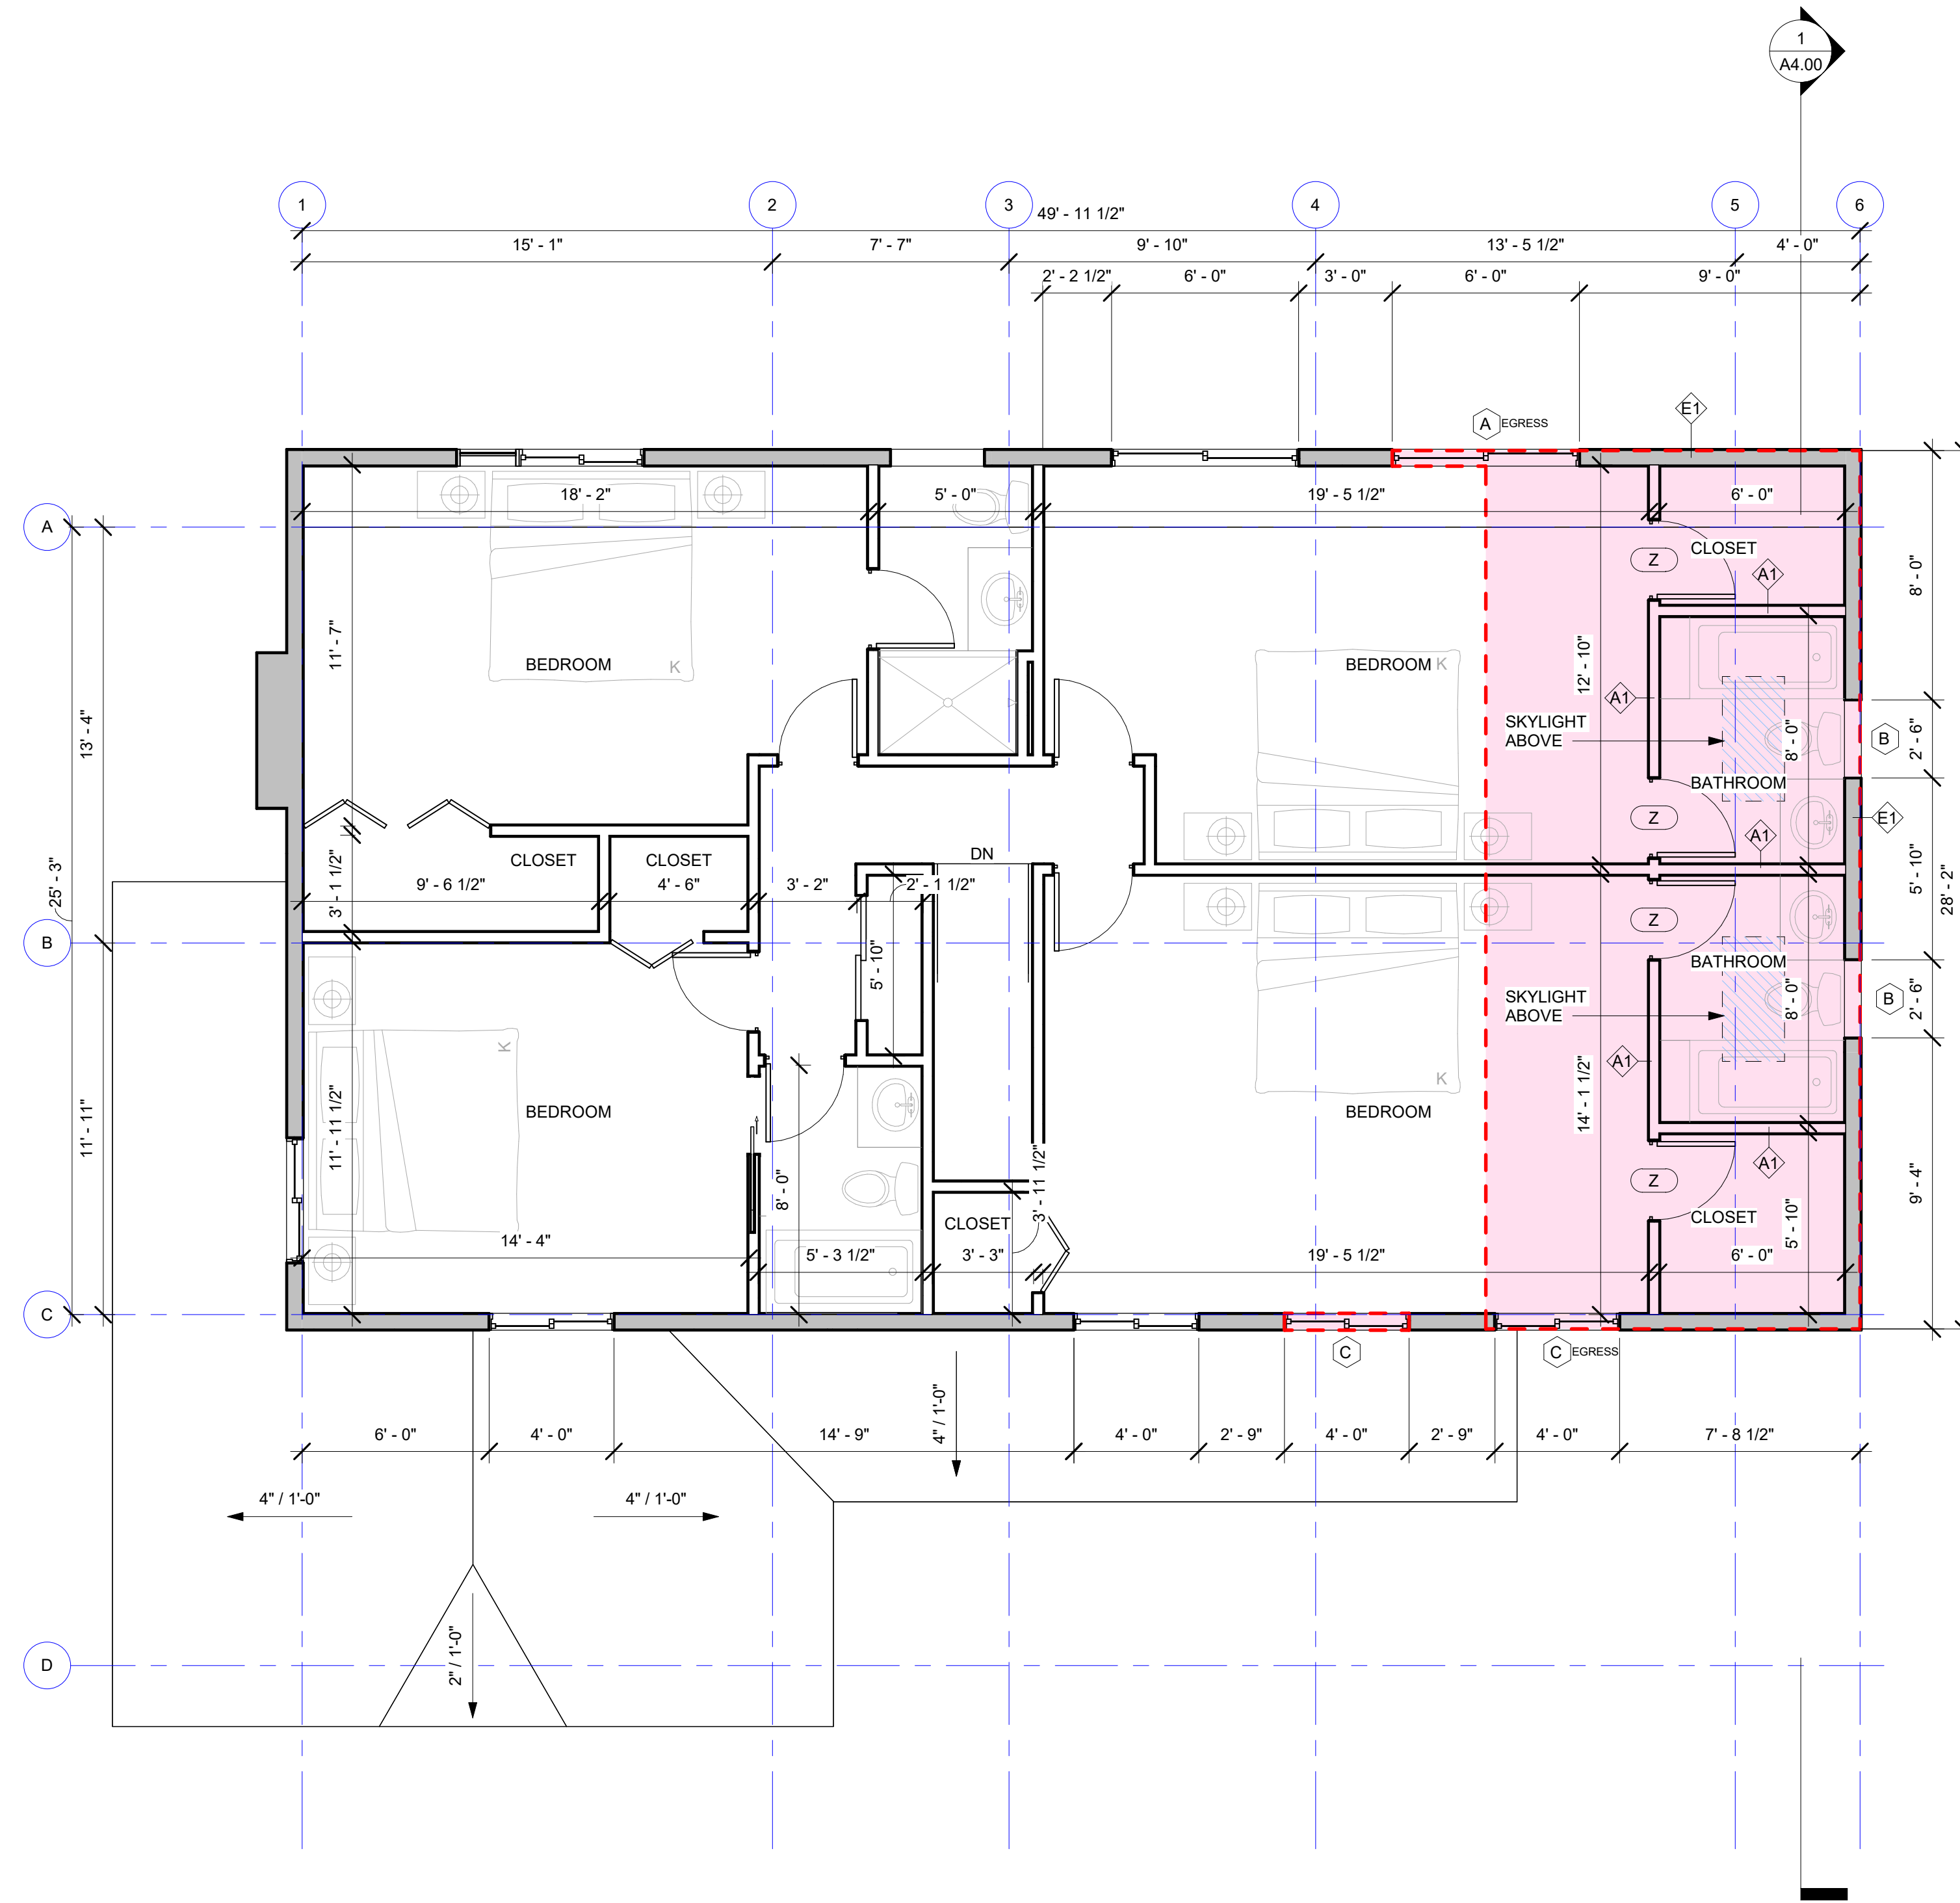 1
A4.00
1
2
3
4
5
6
49' - 11 1/2"
15' - 1"
7' - 7"
9' - 10"
13' - 5 1/2"
4' - 0"
2' - 2 1/2"
6' - 0"
3' - 0"
6' - 0"
9' - 0"
E1
A
EGRESS
18' - 2"
5' - 0"
19' - 5 1/2"
6' - 0"
A
CLOSET
Z
A1
8' - 0"
11' - 7"
BEDROOM
K
BEDROOM
K
12' - 10"
A1
13' - 4"
SKYLIGHT
ABOVE
8' - 0"
B
2' - 6"
BATHROOM
Z
E1
A1
CLOSET
CLOSET
DN
25' - 3"
3' - 1 1/2"
9' - 6 1/2"
4' - 6"
3' - 2"
2' - 1 1/2"
5' - 10"
28' - 2"
Z
B
5' - 10"
BATHROOM
SKYLIGHT
ABOVE
8' - 0"
B
2' - 6"
K
K
A1
11' - 11"
11' - 11 1/2"
BEDROOM
BEDROOM
14' - 1 1/2"
A1
Z
8' - 0"
3' - 11 1/2"
9' - 4"
CLOSET
CLOSET
5' - 10"
14' - 4"
5' - 3 1/2"
3' - 3"
19' - 5 1/2"
6' - 0"
C
C
C
EGRESS
6' - 0"
4' - 0"
14' - 9"
4" / 1'-0"
4' - 0"
2' - 9"
4' - 0"
2' - 9"
4' - 0"
7' - 8 1/2"
4" / 1'-0"
4" / 1'-0"
2" / 1'-0"
D